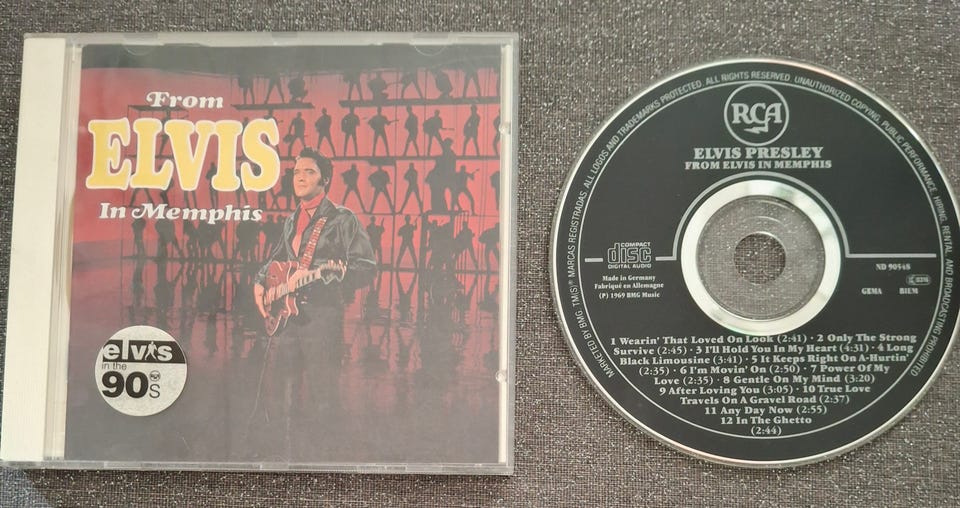 From
ELVIS
In Memphis
elvis
in the
90s
MARKETED BY BMG TM(S)® MARCAS REGISTRADAS. ALL LOGOS AND TRADEMARKS PROTECTED. ALL RIGHTS RESERVED. UNAUTHORIZED COPYING, PUBLIC PERFORMANCE, HIRING, RENTAL AND BROADCASTING PROHIBITED
RCA
ELVIS PRESLEY
FROM ELVIS IN MEMPHIS
COMPACT
disc
DIGITAL AUDIO
Made in Germany
Fabriqué en Allemagne
(P) 1969 BMG Music
ND 90548
GEMA BIEM
1 Wearin' That Loved On Look (2:41) · 2 Only The Strong
Survive (2:45) · 3 I'll Hold You In My Heart (4:31) · 4 Long
Black Limousine (3:41) · 5 It Keeps Right On A-Hurtin'
(2:35) · 6 I'm Movin' On (2:50) · 7 Power Of My
Love (2:35) · 8 Gentle On My Mind (3:20)
9 After Loving You (3:05) · 10 True Love
Travels On A Gravel Road (2:37)
11 Any Day Now (2:55)
12 In The Ghetto
(2:44)